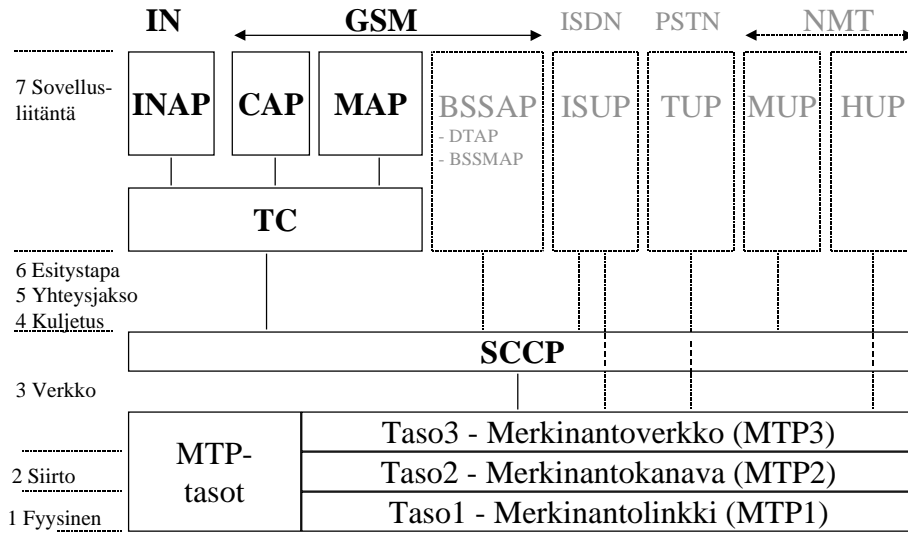 IN GSM ISDN PSTN NMT
7 Sovellus-
liitäntä
INAP CAP MAP BSSAP ISUP TUP MUP HUP
- DTAP
- BSSMAP
TC
6 Esitystapa
5 Yhteysjakso
4 Kuljetus
SCCP
3 Verkko
MTP-
tasot
Taso3 - Merkinantoverkko (MTP3)
2 Siirto
Taso2 - Merkinantokanava (MTP2)
1 Fyysinen
Taso1 - Merkinantolinkki (MTP1)